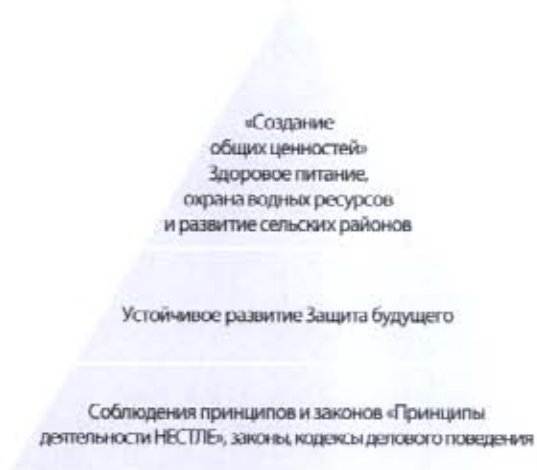 «Создание
общих ценностей»
Здоровое питание,
охрана водных ресурсов
и развитие сельских районов
Устойчивое развитие Защита будущего
Соблюдения принципов и законов «Принципы
деятельности НЕСТЛЕ», законы, кодексы делового поведения